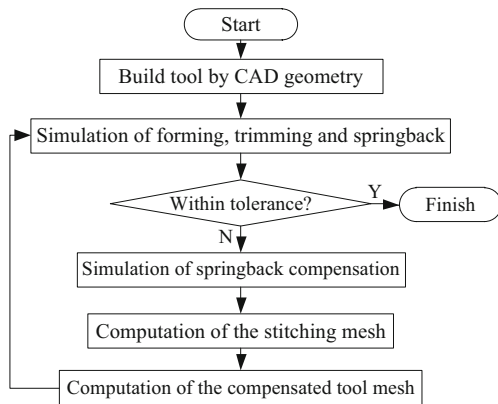 Start
Build tool by CAD geometry
Simulation of forming, trimming and springback
Within tolerance?
Y
Finish
N
Simulation of springback compensation
Computation of the stitching mesh
Computation of the compensated tool mesh